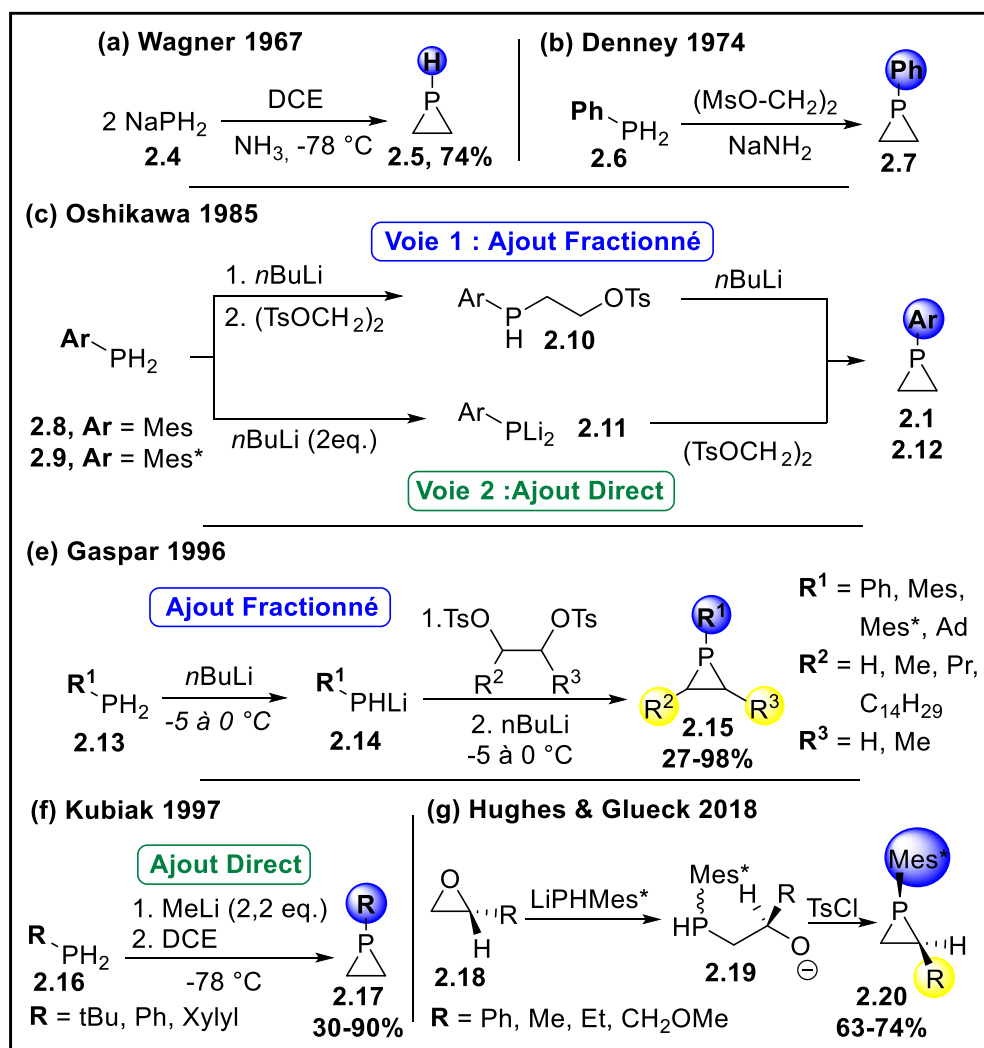 (a) Wagner 1967
2 NaPH2
2.4
DCE
NH3, -78 °C
H
P
2.5, 74%
(b) Denney 1974
Ph
PH2
2.6
(MsO-CH2)2
NaNH2
Ph
P
2.7
(c) Oshikawa 1985
Voie 1 : Ajout Fractionné
Ar
PH2
2.8, Ar = Mes
2.9, Ar = Mes*
1. nBuLi
2. (TsOCH2)2
Ar
P
H
OTs
2.10
nBuLi
nBuLi (2eq.)
Ar
PLi2
2.11
(TsOCH2)2
Ar
P
2.1
2.12
Voie 2 :Ajout Direct
(e) Gaspar 1996
Ajout Fractionné
R1
PH2
2.13
nBuLi
-5 à 0 °C
R1
PHLi
2.14
1.TsO
OTs
R2
R3
2. nBuLi
-5 à 0 °C
R1
P
R2
R3
2.15
27-98%
R1 = Ph, Mes,
Mes*, Ad
R2 = H, Me, Pr,
C14H29
R3 = H, Me
(f) Kubiak 1997
Ajout Direct
R
PH2
2.16
1. MeLi (2,2 eq.)
2. DCE
-78 °C
R
P
2.17
30-90%
R = tBu, Ph, Xylyl
(g) Hughes & Glueck 2018
O
R
H
2.18
LiPHMes*
Mes*
HP
H
R
O
2.19
TsCl
Mes*
P
H
R
2.20
63-74%
R = Ph, Me, Et, CH2OMe